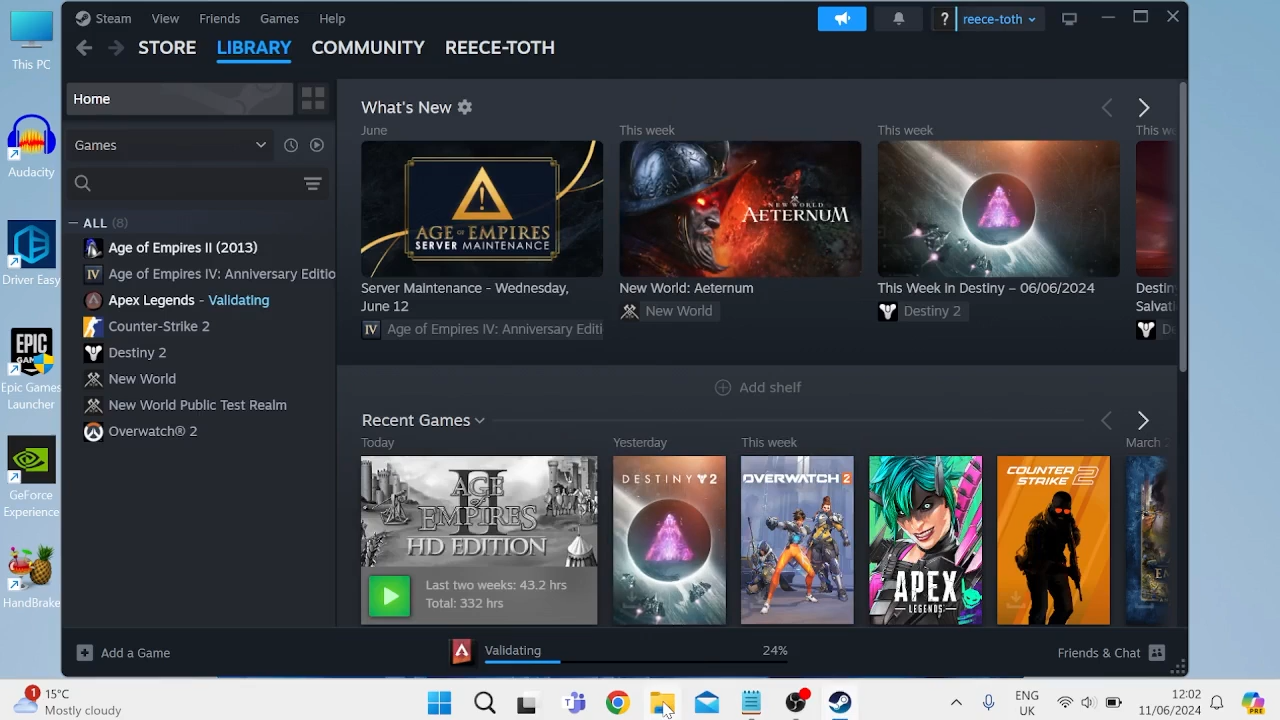 This PC
Audacity
Driver Easy
Epic Games
Launcher
GeForce
Experience
HandBrake
Steam View Friends Games Help
? reece-toth
STORE LIBRARY COMMUNITY REECE-TOTH
Home
Games
ALL (8)
Age of Empires II (2013)
Age of Empires IV: Anniversary Editio
Apex Legends - Validating
Counter-Strike 2
Destiny 2
New World
New World Public Test Realm
Overwatch® 2
What's New
June
AGE of EMPIRES
SERVER MAINTENANCE
Server Maintenance - Wednesday,
June 12
IV Age of Empires IV: Anniversary Editi
This week
NEW WORLD
AETERNUM
New World: Aeternum
New World
This week
This Week in Destiny – 06/06/2024
Destiny 2
This we
Destin
Salvati
De
Add shelf
Recent Games
Today
AGE of EMPIRES II
HD EDITION
Last two weeks: 43.2 hrs
Total: 332 hrs
Yesterday
DESTINY 2
This week
OVERWATCH 2
APEX
LEGENDS
COUNTER
STRIKE 2
March 2
Add a Game
Validating 24%
Friends & Chat
1
15°C
Mostly cloudy
ENG
UK
12:02
11/06/2024
PRE